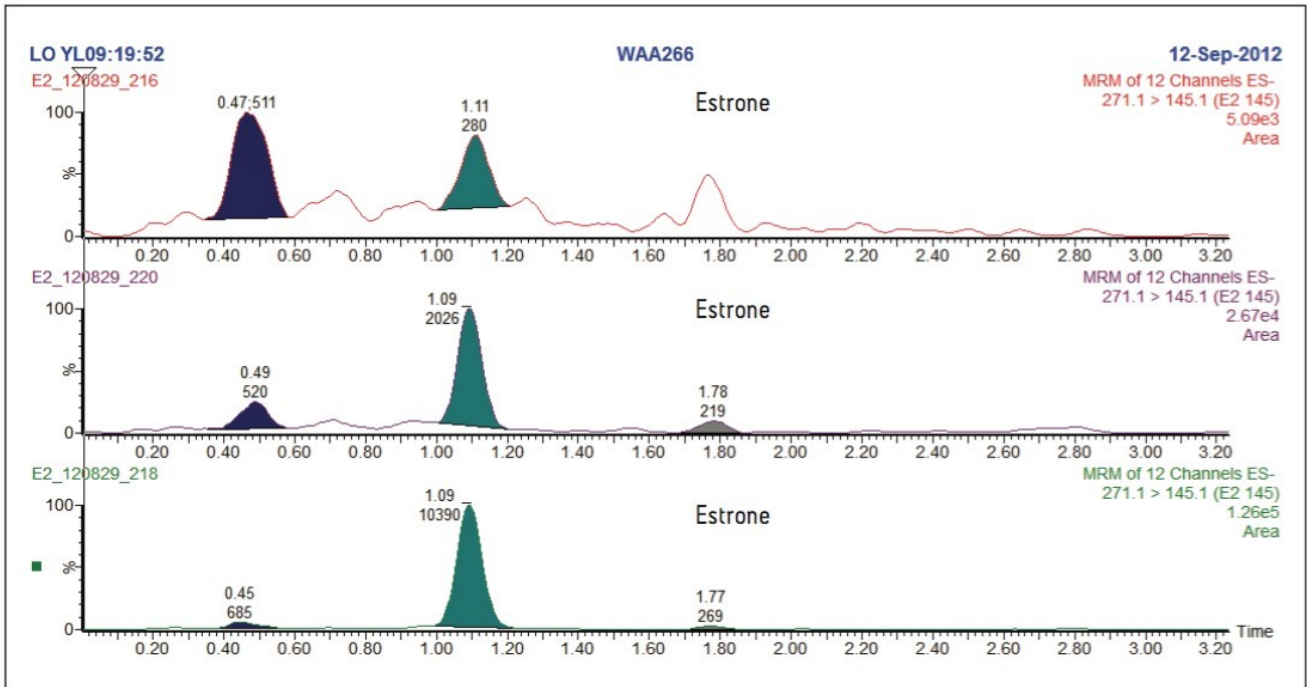 LO YL09:19:52 WAA266 12-Sep-2012
E2_120829_216 MRM of 12 Channels ES-
271.1 > 145.1 (E2 145)
5.09e3
Area
Estrone
0.47;511
1.11
280
100
%
0
0.20 0.40 0.60 0.80 1.00 1.20 1.40 1.60 1.80 2.00 2.20 2.40 2.60 2.80 3.00 3.20
E2_120829_220 MRM of 12 Channels ES-
271.1 > 145.1 (E2 145)
2.67e4
Area
Estrone
1.09
2026
0.49
520
1.78
219
100
%
0
0.20 0.40 0.60 0.80 1.00 1.20 1.40 1.60 1.80 2.00 2.20 2.40 2.60 2.80 3.00 3.20
E2_120829_218 MRM of 12 Channels ES-
271.1 > 145.1 (E2 145)
1.26e5
Area
Estrone
1.09
10390
0.45
685
1.77
269
100
%
0
Time
0.20 0.40 0.60 0.80 1.00 1.20 1.40 1.60 1.80 2.00 2.20 2.40 2.60 2.80 3.00 3.20